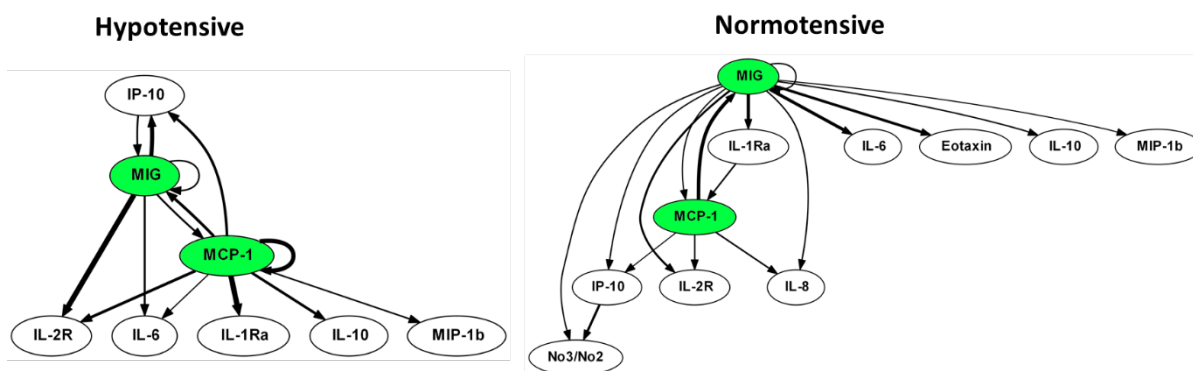 Hypotensive
IP-10
MIG
MCP-1
IL-2R
IL-6
IL-1Ra
IL-10
MIP-1b
Normotensive
MIG
IL-1Ra
IL-6
Eotaxin
IL-10
MIP-1b
MCP-1
IP-10
IL-2R
IL-8
No3/No2